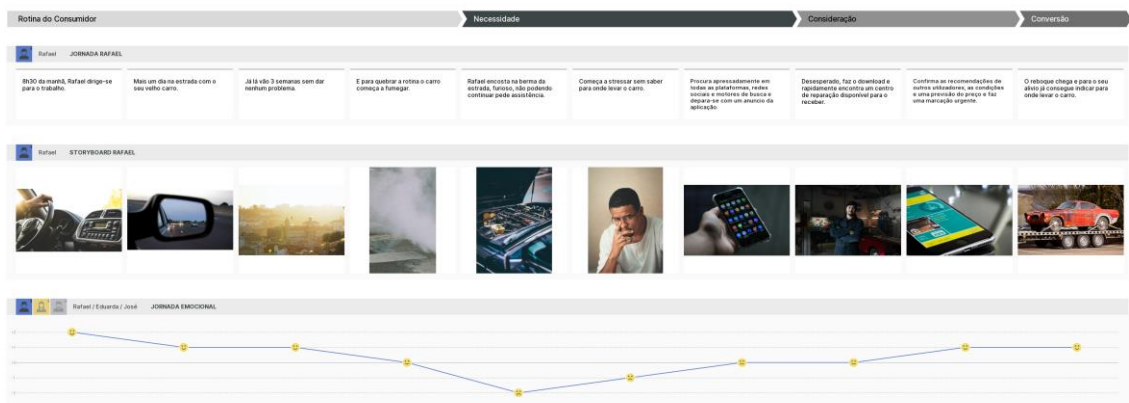 Rotina do Consumidor
Necessidade
Consideração
Conversão
Rafael JORNADA RAFAEL
8h30 da manhã, Rafael dirige-se
para o trabalho.
Mais um dia na estrada com o
seu velho carro.
Já lá vão 3 semanas sem dar
nenhum problema.
E para quebrar a rotina o carro
começa a fumegar.
Rafael encosta na berma da
estrada, furioso, não podendo
continuar pede assistência.
Começa a stressar sem saber
para onde levar o carro.
Procura apressadamente em
todas as plataformas, redes
sociais e motores de busca e
depara-se com um anuncio da
aplicação
Desesperado, faz o download e
rapidamente encontra um centro
de reparação disponível para o
receber.
Confirma as recomendações de
outros utilizadores, as condições
e uma previsão do preço e faz
uma marcação urgente.
O reboque chega e para o seu
alívio já consegue indicar para
onde levar o carro.
Rafael STORYBOARD RAFAEL
Rafael / Eduarda / José JORNADA EMOCIONAL